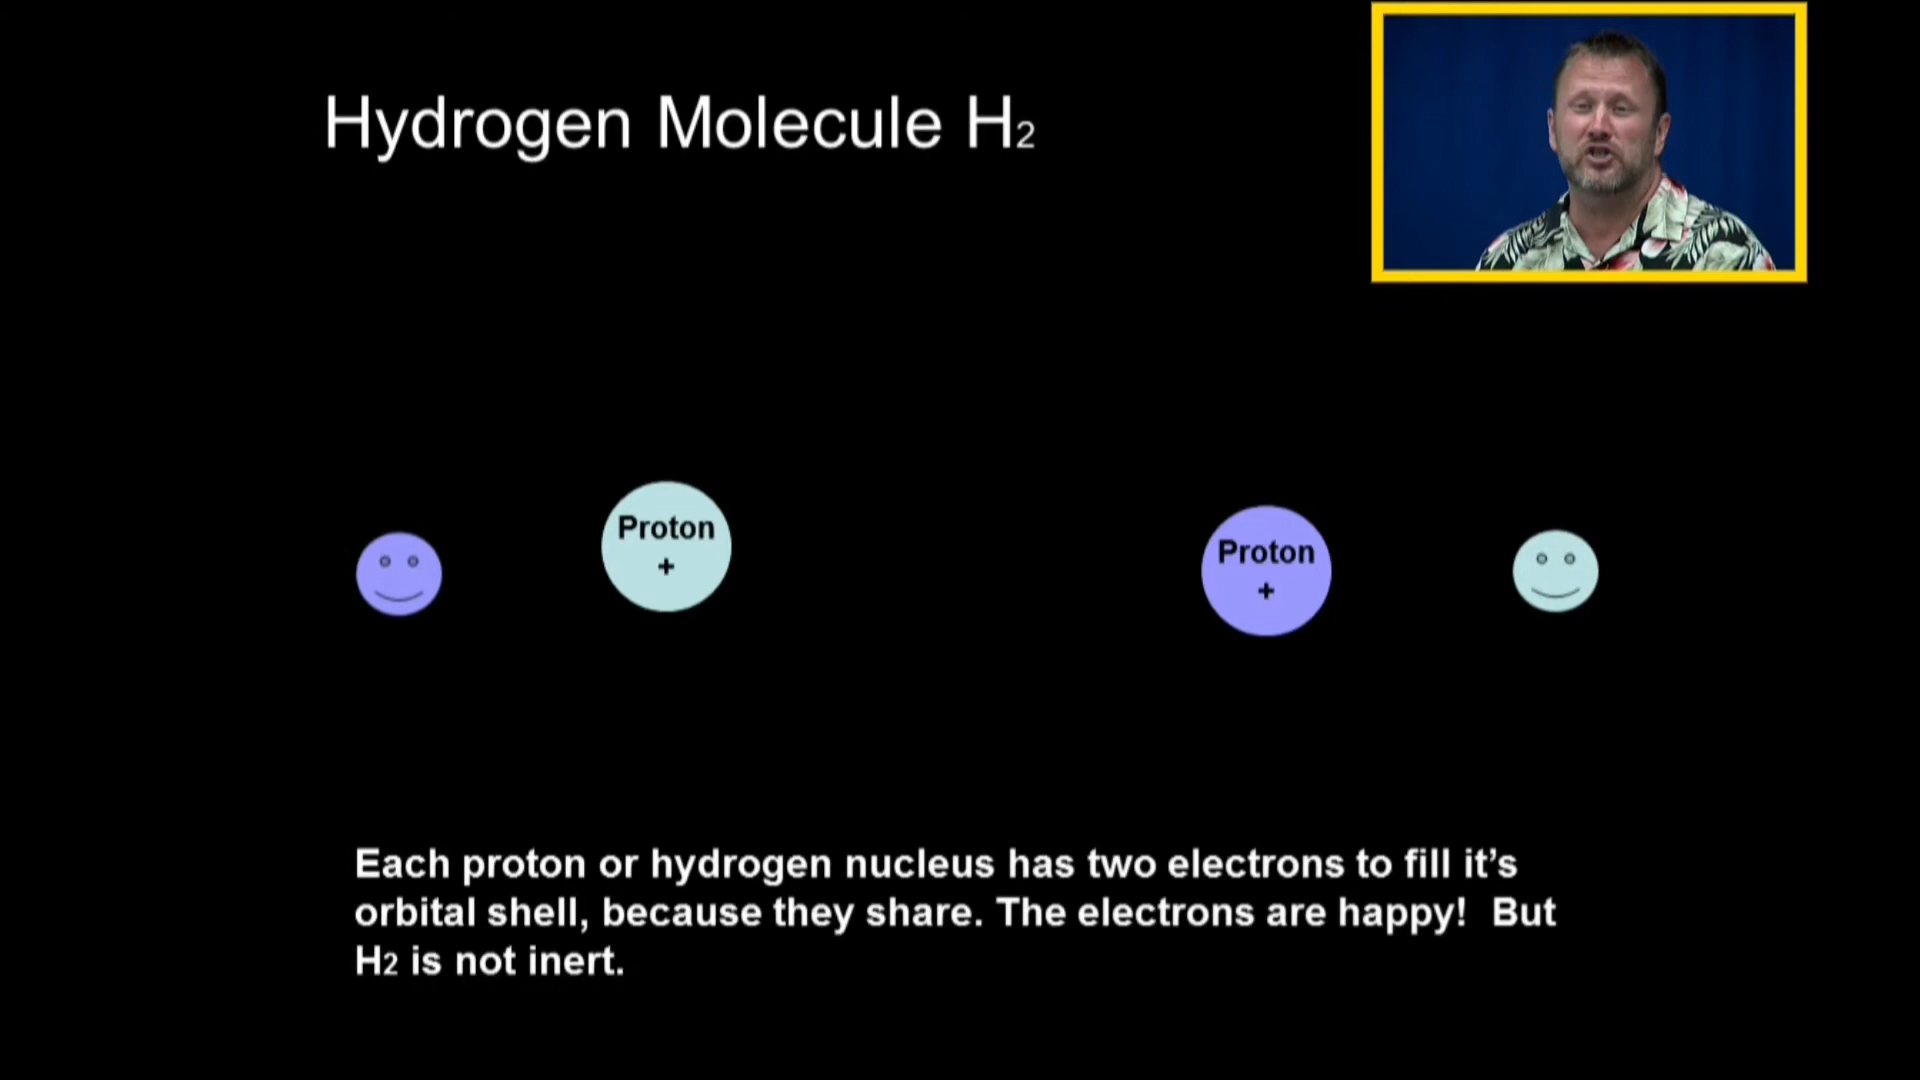 Hydrogen Molecule H2
Proton
+
Proton
+
Each proton or hydrogen nucleus has two electrons to fill it’s
orbital shell, because they share. The electrons are happy!  But
H2 is not inert.